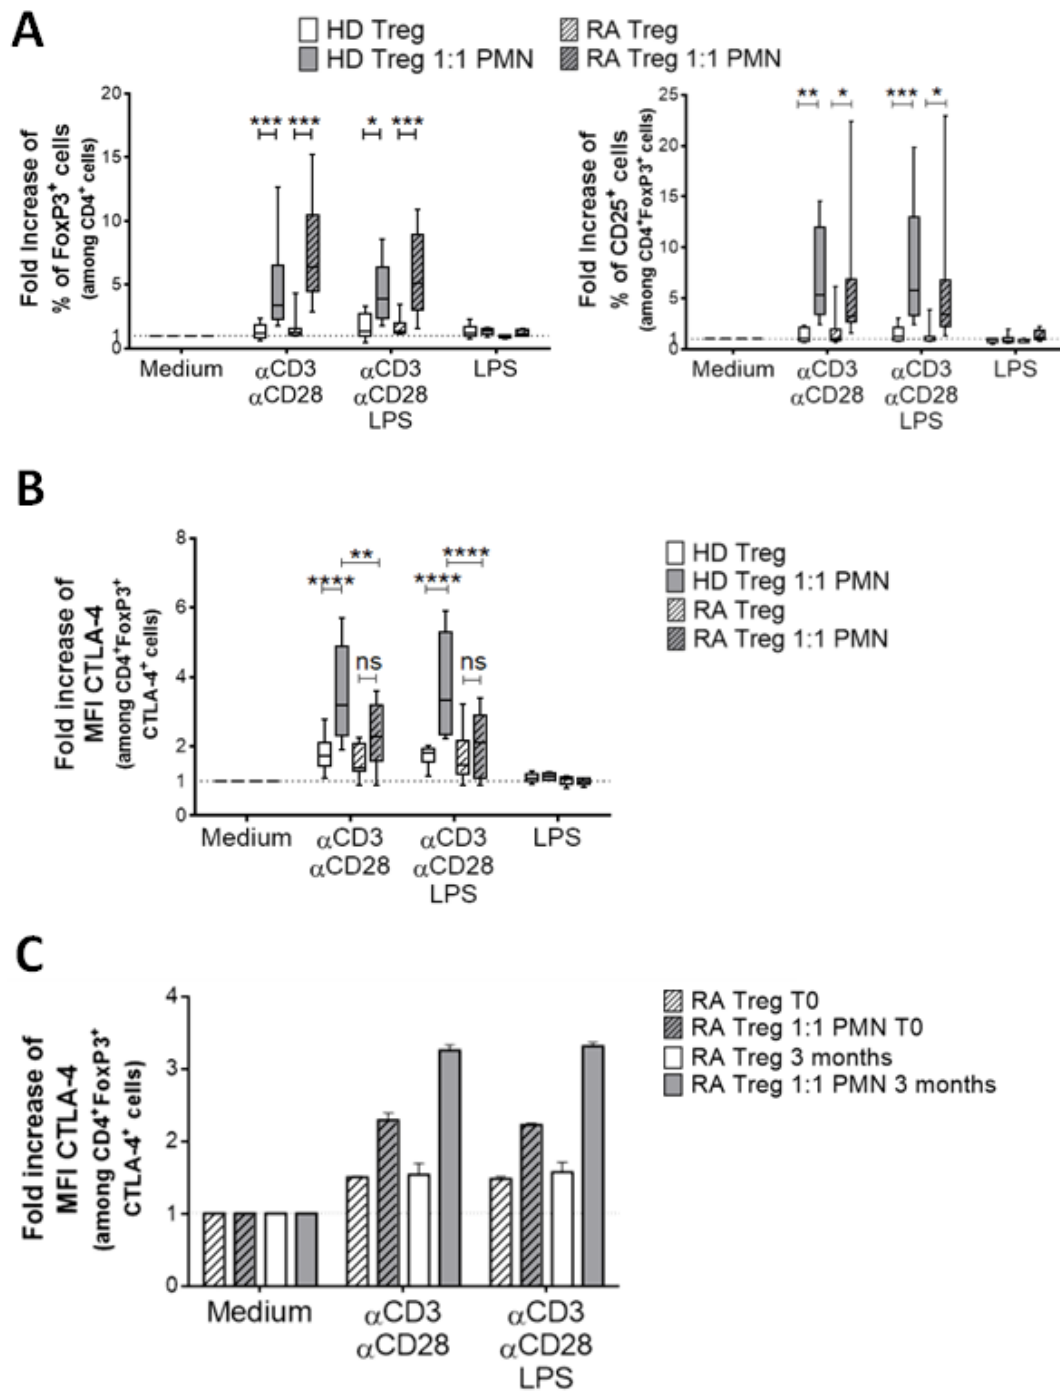 A
HD Treg
RA Treg
HD Treg 1:1 PMN
RA Treg 1:1 PMN
Fold Increase of
% of FoxP3⁺ cells
(among CD4⁺ cells)
20
15
10
5
1
0
*** *** * ***
Medium
αCD3
αCD28
αCD3
αCD28
LPS
LPS
Fold Increase of
% of CD25⁺ cells
(among CD4⁺FoxP3⁺ cells)
25
20
15
10
5
1
0
** * *** *
Medium
αCD3
αCD28
αCD3
αCD28
LPS
LPS
B
Fold increase of
MFI CTLA-4
(among CD4⁺FoxP3⁺
CTLA-4⁺ cells)
8
6
4
2
1
0
** ****
**** ****
ns ns
Medium
αCD3
αCD28
αCD3
αCD28
LPS
LPS
HD Treg
HD Treg 1:1 PMN
RA Treg
RA Treg 1:1 PMN
C
Fold increase of
MFI CTLA-4
(among CD4⁺FoxP3⁺
CTLA-4⁺ cells)
4
3
2
1
0
Medium
αCD3
αCD28
αCD3
αCD28
LPS
RA Treg T0
RA Treg 1:1 PMN T0
RA Treg 3 months
RA Treg 1:1 PMN 3 months